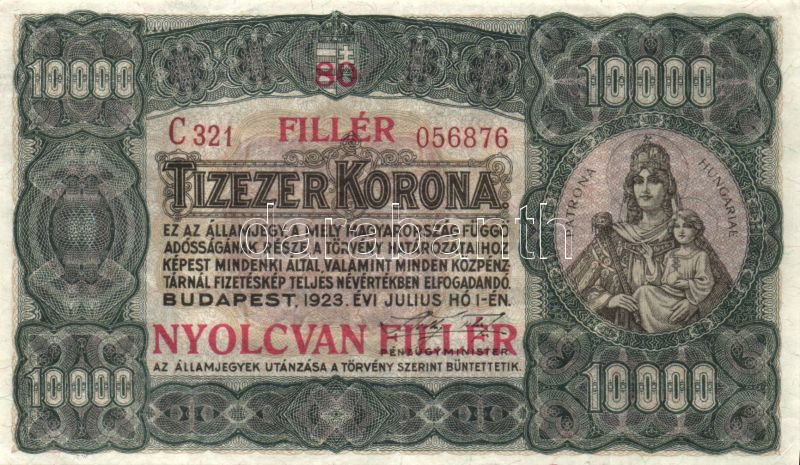 10000
80
10000
C 321 FILLÉR 056876
TIZEZER KORONA.
PATRONA HUNGARIAE
EZ AZ ÁLLAMJEGY, A MELY MAGYARORSZÁG FÜGGŐ
ADÓSSÁGÁNAK RÉSZE, A TÖRVÉNY HATÁROZATAIHOZ
KÉPEST MINDENKI ÁLTAL, VALAMINT MINDEN KÖZPÉNZ
TÁRNÁL FIZETÉSKÉP TELJES NÉVÉRTÉKBEN ELFOGADANDÓ.
BUDAPEST, 1923. ÉVI JULIUS HÓ 1-ÉN.
NYOLCVAN FILLÉR
PÉNZÜGYMINISTER
AZ ÁLLAMJEGYEK UTÁNZÁSA A TÖRVÉNY SZERINT BÜNTETTETIK.
10000
10000
darabanth